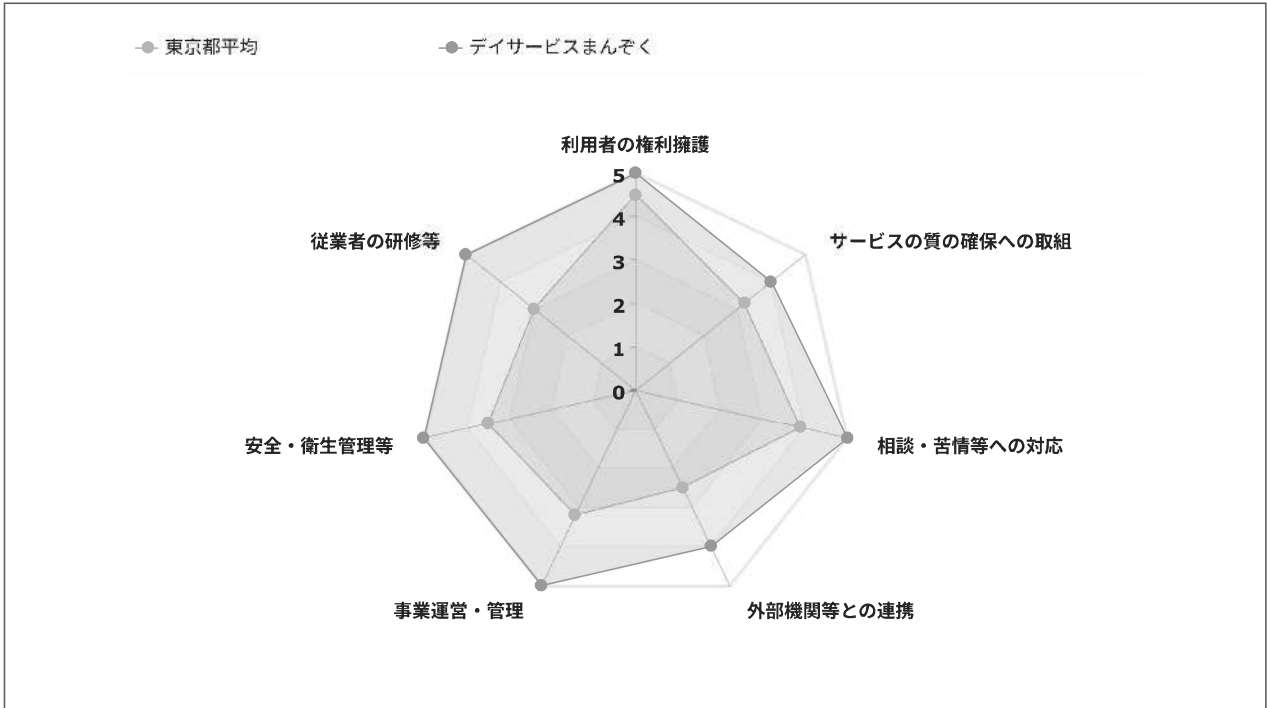 東京都平均
デイサービスまんぞく
利用者の権利擁護
5
従業者の研修等
サービスの質の確保への取組
4
3
2
1
0
安全・衛生管理等
相談・苦情等への対応
事業運営・管理
外部機関等との連携